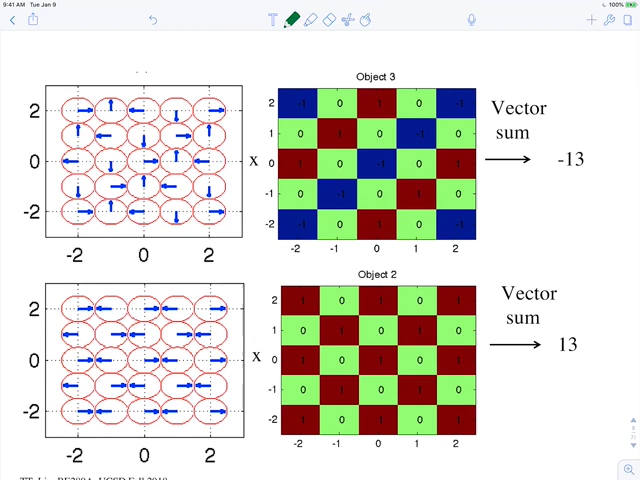 9:41 AM Tue Jan 9
100%
T
Object 3
2
0
-2
-2 0 2
x
2 -1 0 1 0 -1
1 0 1 0 -1 0
0 1 0 -1 0 1
-1 0 -1 0 1 0
-2 -1 0 1 0 -1
-2 -1 0 1 2
Vector
sum
-13
Object 2
2
0
-2
-2 0 2
x
2 1 0 1 0 1
1 0 1 0 1 0
0 1 0 1 0 1
-1 0 1 0 1 0
-2 1 0 1 0 1
-2 -1 0 1 2
Vector
sum
13